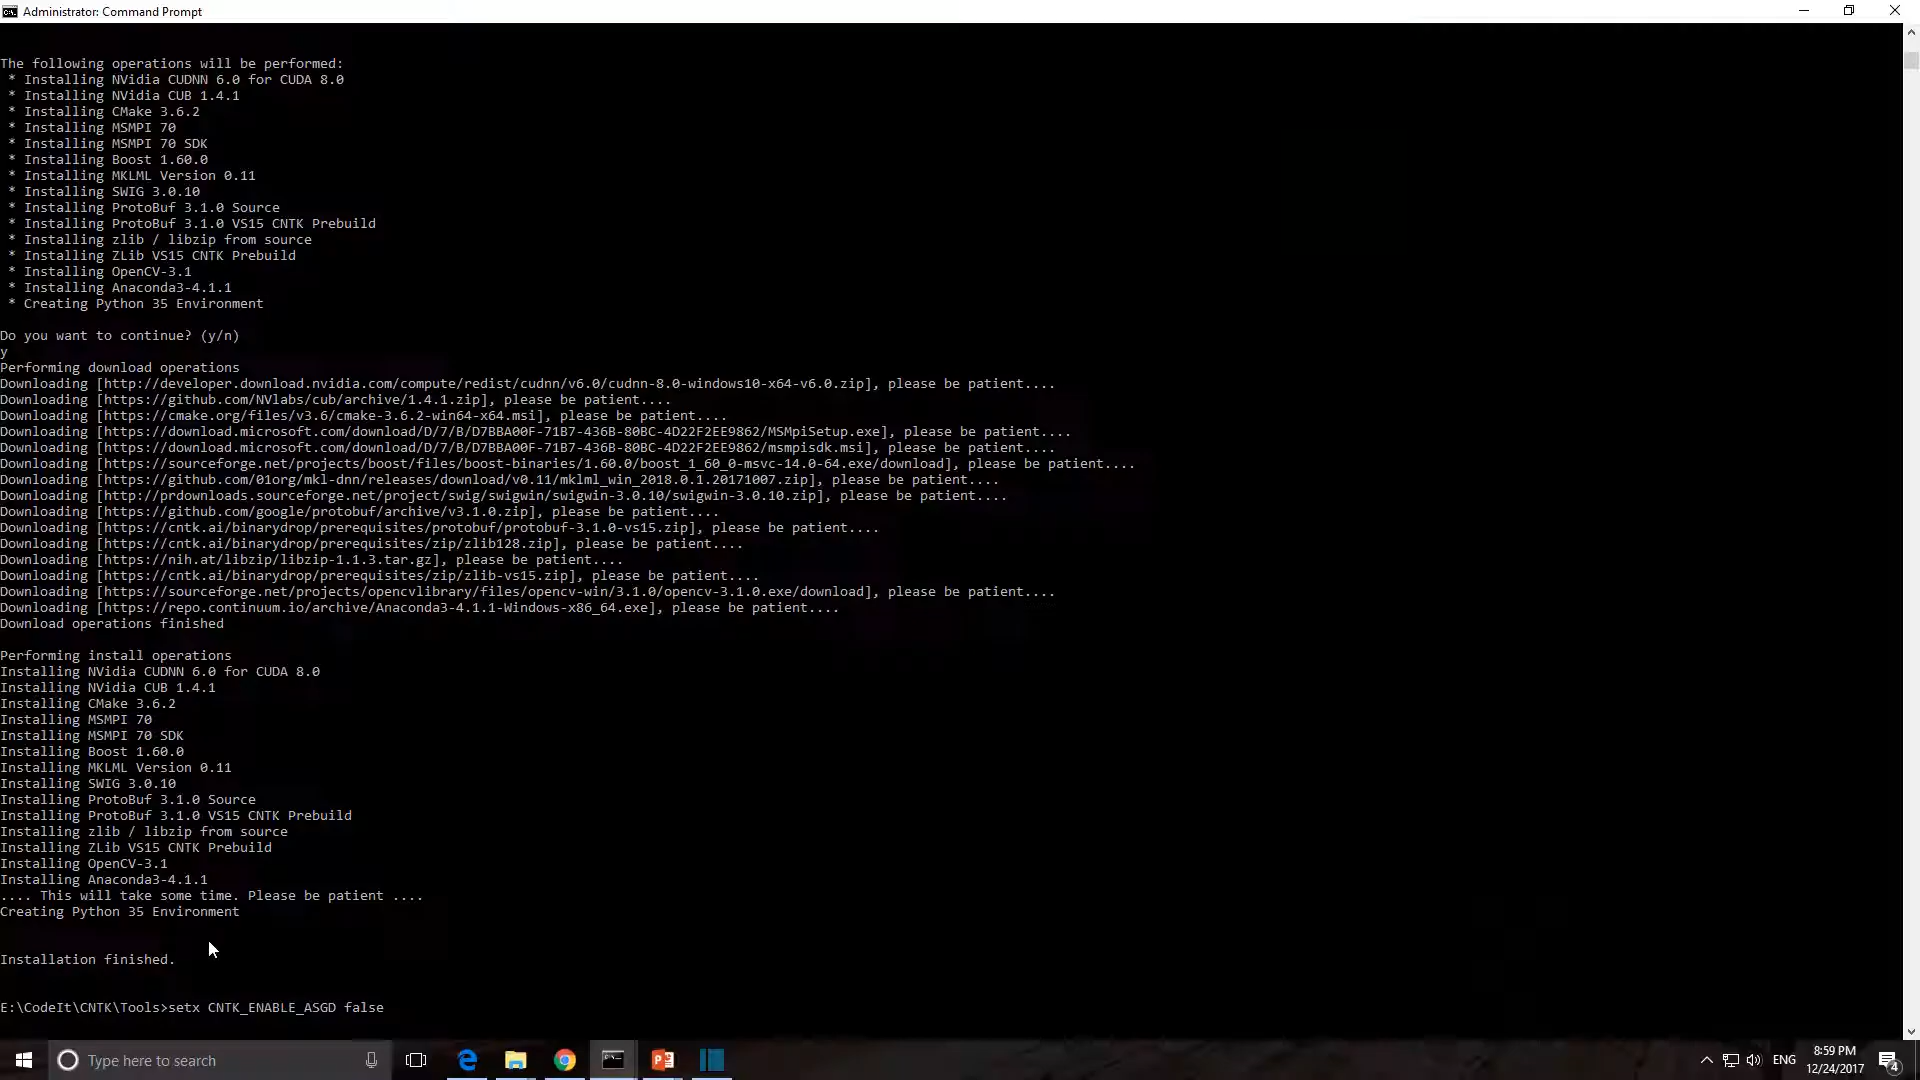 Administrator: Command Prompt
The following operations will be performed:
* Installing NVidia CUDNN 6.0 for CUDA 8.0
* Installing NVidia CUB 1.4.1
* Installing CMake 3.6.2
* Installing MSMPI 70
* Installing MSMPI 70 SDK
* Installing Boost 1.60.0
* Installing MKLML Version 0.11
* Installing SWIG 3.0.10
* Installing ProtoBuf 3.1.0 Source
* Installing ProtoBuf 3.1.0 VS15 CNTK Prebuild
* Installing zlib / libzip from source
* Installing ZLib VS15 CNTK Prebuild
* Installing OpenCV-3.1
* Installing Anaconda3-4.1.1
* Creating Python 35 Environment
Do you want to continue? (y/n)
y
Performing download operations
Downloading [http://developer.download.nvidia.com/compute/redist/cudnn/v6.0/cudnn-8.0-windows10-x64-v6.0.zip], please be patient....
Downloading [https://github.com/NVlabs/cub/archive/1.4.1.zip], please be patient....
Downloading [https://cmake.org/files/v3.6/cmake-3.6.2-win64-x64.msi], please be patient....
Downloading [https://download.microsoft.com/download/D/7/B/D7BBA00F-71B7-436B-80BC-4D22F2EE9862/MSMpiSetup.exe], please be patient....
Downloading [https://download.microsoft.com/download/D/7/B/D7BBA00F-71B7-436B-80BC-4D22F2EE9862/msmpisdk.msi], please be patient....
Downloading [https://sourceforge.net/projects/boost/files/boost-binaries/1.60.0/boost_1_60_0-msvc-14.0-64.exe/download], please be patient....
Downloading [https://github.com/01org/mkl-dnn/releases/download/v0.11/mklml_win_2018.0.1.20171007.zip], please be patient....
Downloading [http://prdownloads.sourceforge.net/project/swig/swigwin/swigwin-3.0.10/swigwin-3.0.10.zip], please be patient....
Downloading [https://github.com/google/protobuf/archive/v3.1.0.zip], please be patient....
Downloading [https://cntk.ai/binarydrop/prerequisites/protobuf/protobuf-3.1.0-vs15.zip], please be patient....
Downloading [https://cntk.ai/binarydrop/prerequisites/zip/zlib128.zip], please be patient....
Downloading [https://nih.at/libzip/libzip-1.1.3.tar.gz], please be patient....
Downloading [https://cntk.ai/binarydrop/prerequisites/zip/zlib-vs15.zip], please be patient....
Downloading [https://sourceforge.net/projects/opencvlibrary/files/opencv-win/3.1.0/opencv-3.1.0.exe/download], please be patient....
Downloading [https://repo.continuum.io/archive/Anaconda3-4.1.1-Windows-x86_64.exe], please be patient....
Download operations finished
Performing install operations
Installing NVidia CUDNN 6.0 for CUDA 8.0
Installing NVidia CUB 1.4.1
Installing CMake 3.6.2
Installing MSMPI 70
Installing MSMPI 70 SDK
Installing Boost 1.60.0
Installing MKLML Version 0.11
Installing SWIG 3.0.10
Installing ProtoBuf 3.1.0 Source
Installing ProtoBuf 3.1.0 VS15 CNTK Prebuild
Installing zlib / libzip from source
Installing ZLib VS15 CNTK Prebuild
Installing OpenCV-3.1
Installing Anaconda3-4.1.1
.... This will take some time. Please be patient ....
Creating Python 35 Environment
Installation finished.
E:\CodeIt\CNTK\Tools>setx CNTK_ENABLE_ASGD false
Type here to search
ENG
8:59 PM
12/24/2017
4